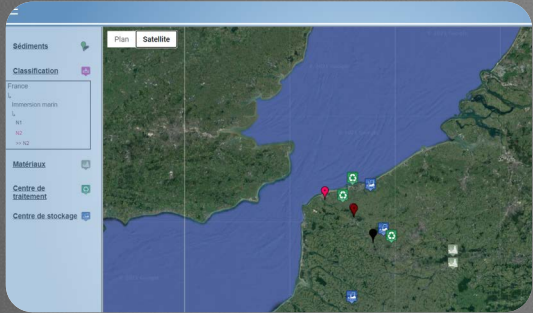 Plan
Satellite
Sédiments
Classification
France
Immersion marin
N1
N2
>> N2
Matériaux
Centre de
traitement
Centre de stockage